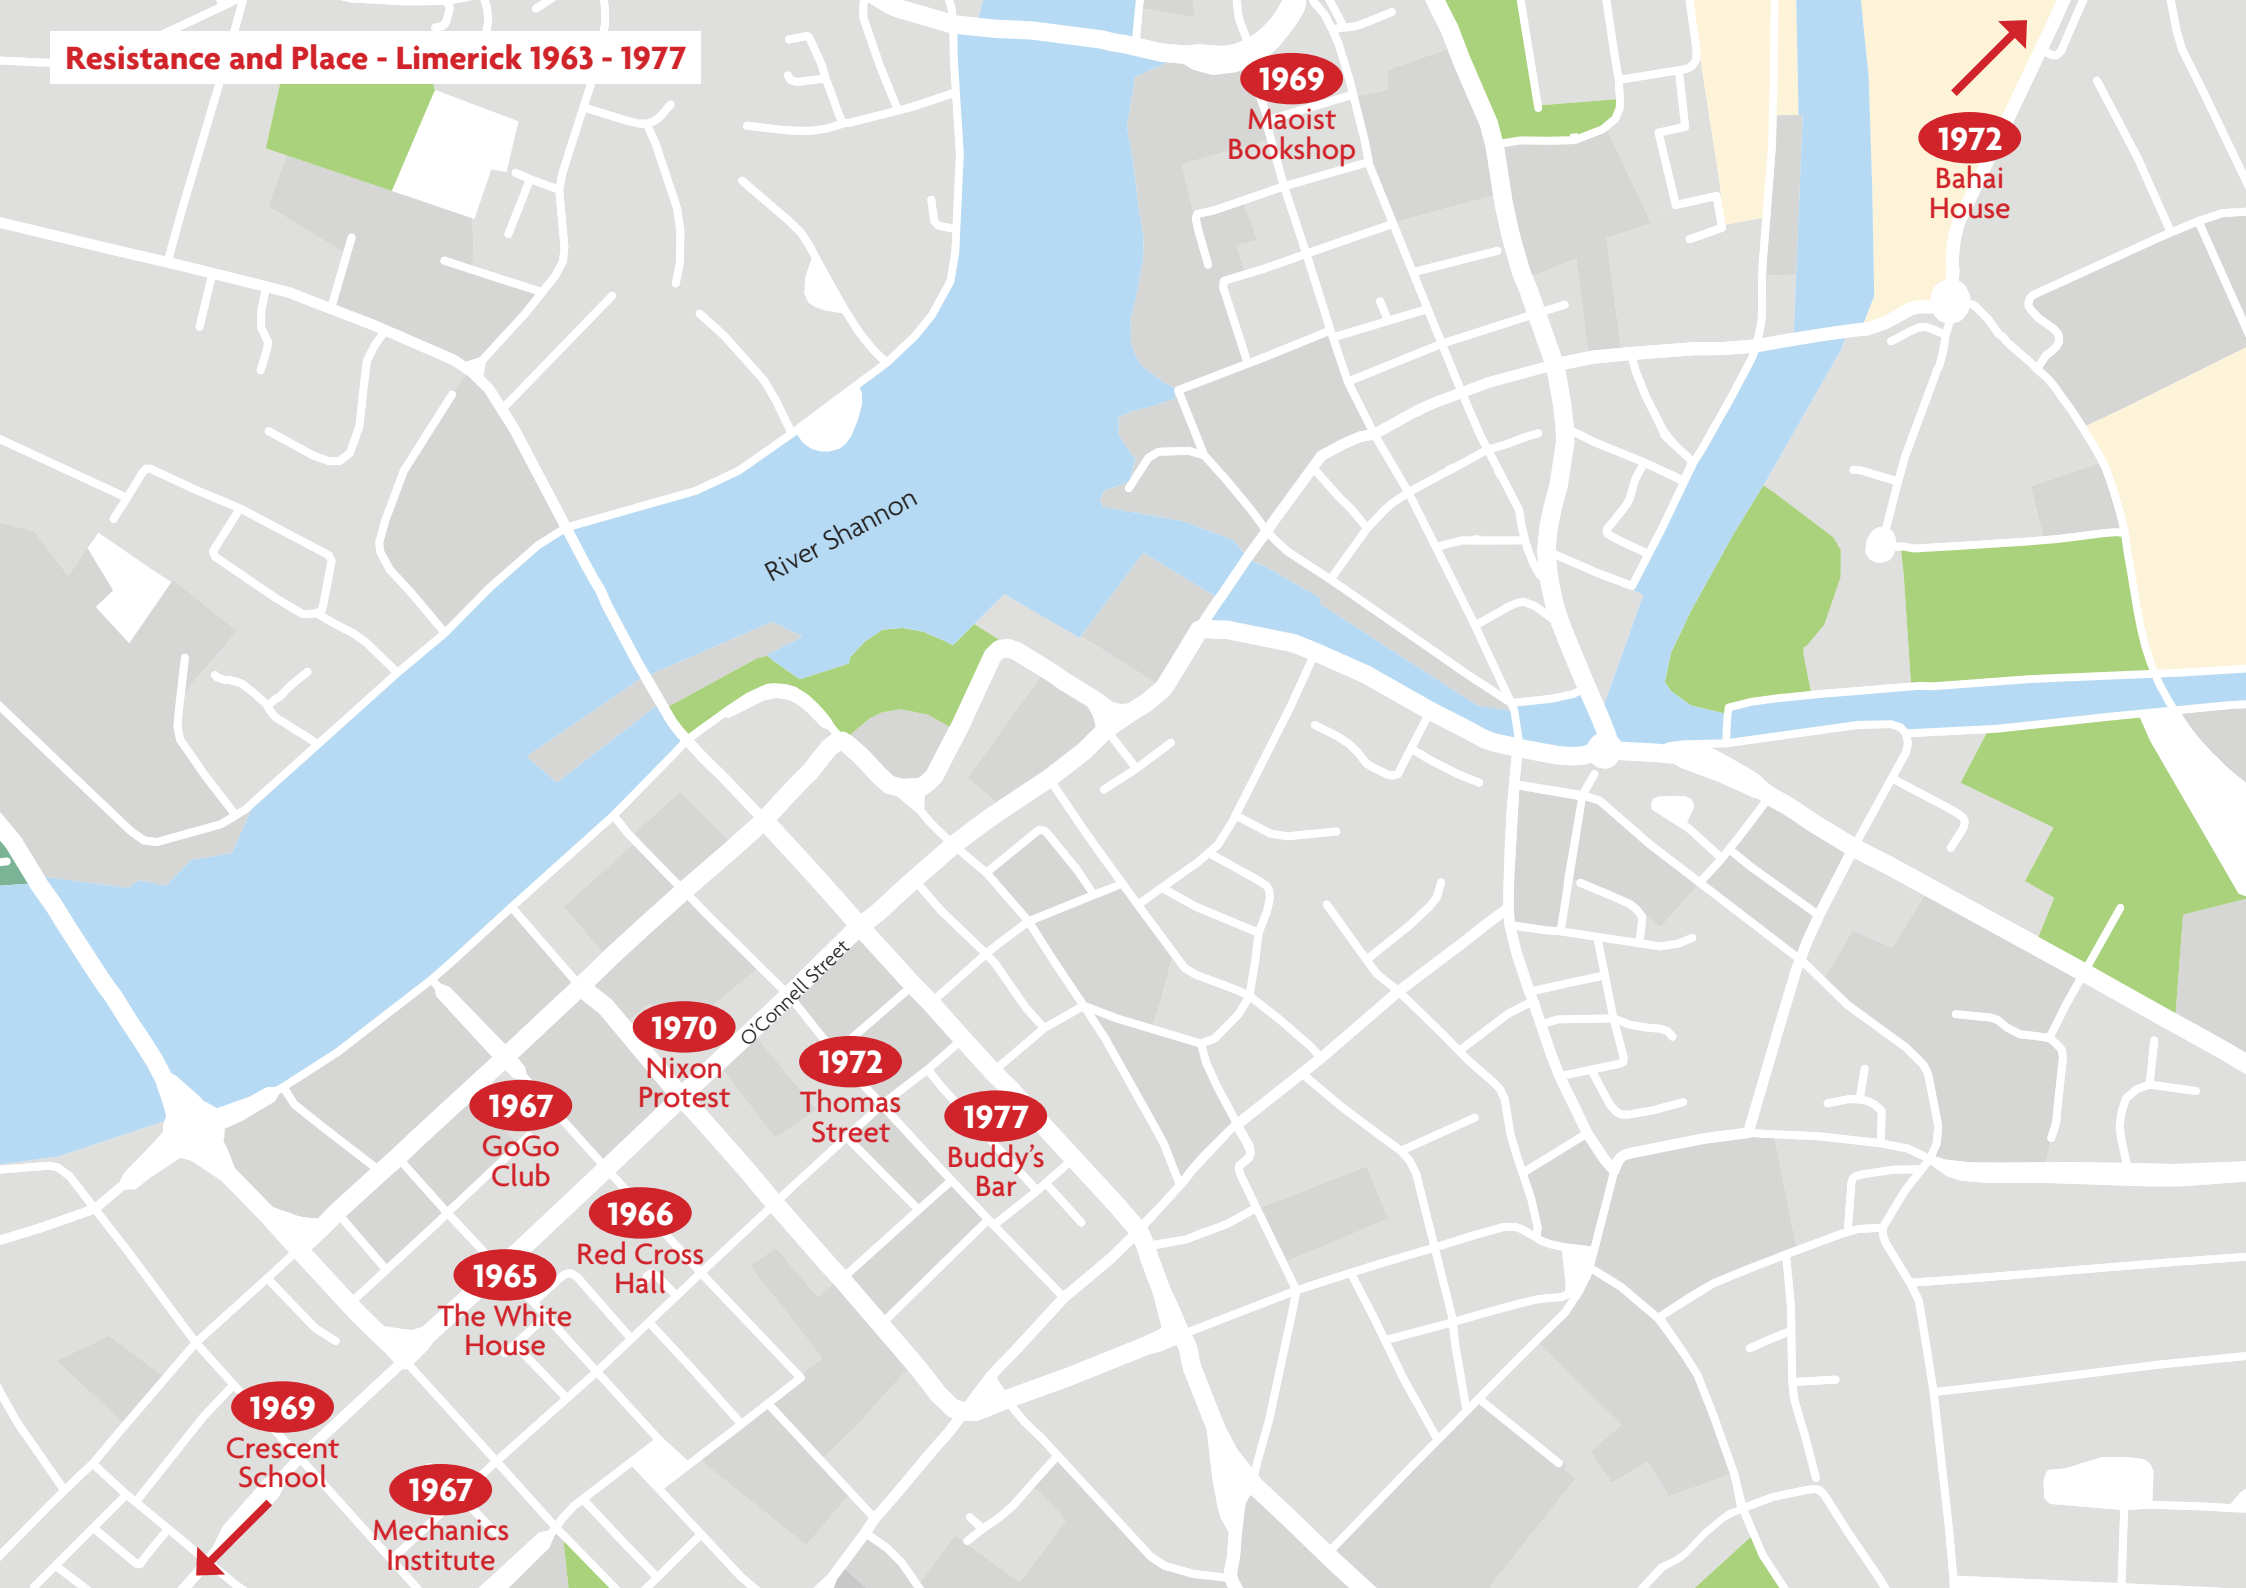 Resistance and Place - Limerick 1963 - 1977
1969
Maoist
Bookshop
1972
Bahai
House
River Shannon
O'Connell Street
1970
Nixon
Protest
1972
Thomas
Street
1967
GoGo
Club
1977
Buddy's
Bar
1966
Red Cross
Hall
1965
The White
House
1969
Crescent
School
1967
Mechanics
Institute